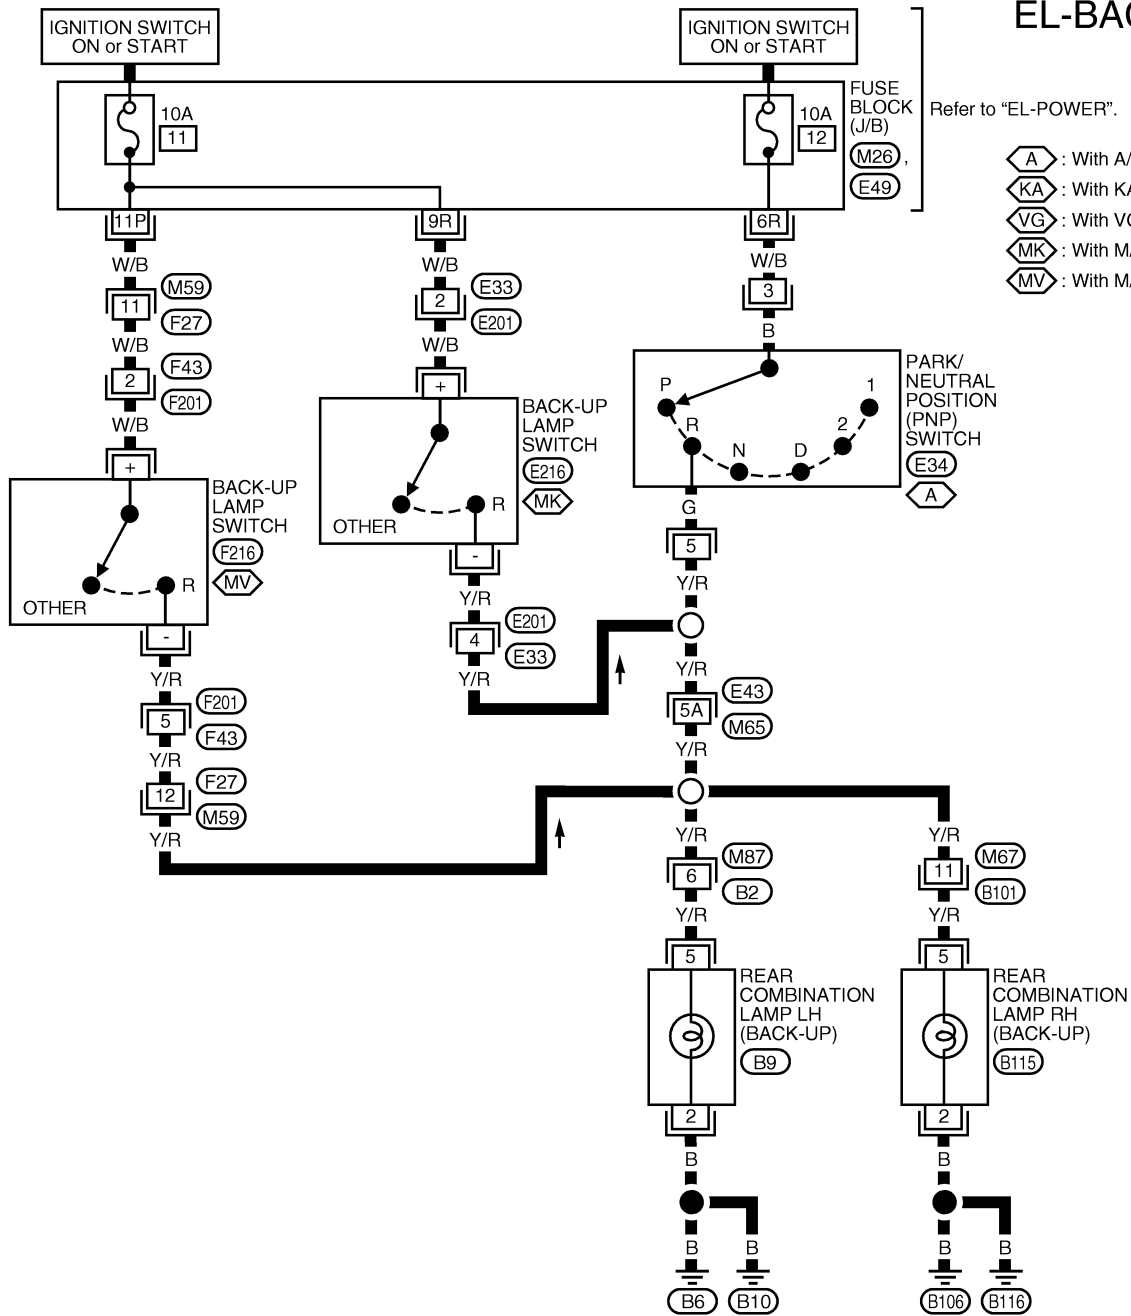 EL-BAC
IGNITION SWITCH
ON or START
IGNITION SWITCH
ON or START
10A
11
10A
12
FUSE
BLOCK
(J/B)
M26 ,
E49
Refer to “EL-POWER”.
A : With A/
KA : With KA
VG : With VG
MK : With M/
MV : With M/
11P
9R
6R
W/B
W/B
W/B
11
M59
F27
2
E33
E201
3
W/B
W/B
B
2
F43
F201
W/B
+
+
BACK-UP
LAMP
SWITCH
E216
MK
OTHER
R
-
P
R
N
D
2
1
PARK/
NEUTRAL
POSITION
(PNP)
SWITCH
E34
A
G
5
Y/R
BACK-UP
LAMP
SWITCH
F216
MV
OTHER
R
-
Y/R
4
E201
E33
Y/R
Y/R
5A
E43
M65
Y/R
Y/R
5
F201
F43
Y/R
12
F27
M59
Y/R
Y/R
6
M87
B2
Y/R
Y/R
11
M67
B101
Y/R
5
REAR
COMBINATION
LAMP LH
(BACK-UP)
B9
2
5
REAR
COMBINATION
LAMP RH
(BACK-UP)
B115
2
B
B
B
B
B
B
B6
B10
B106
B116